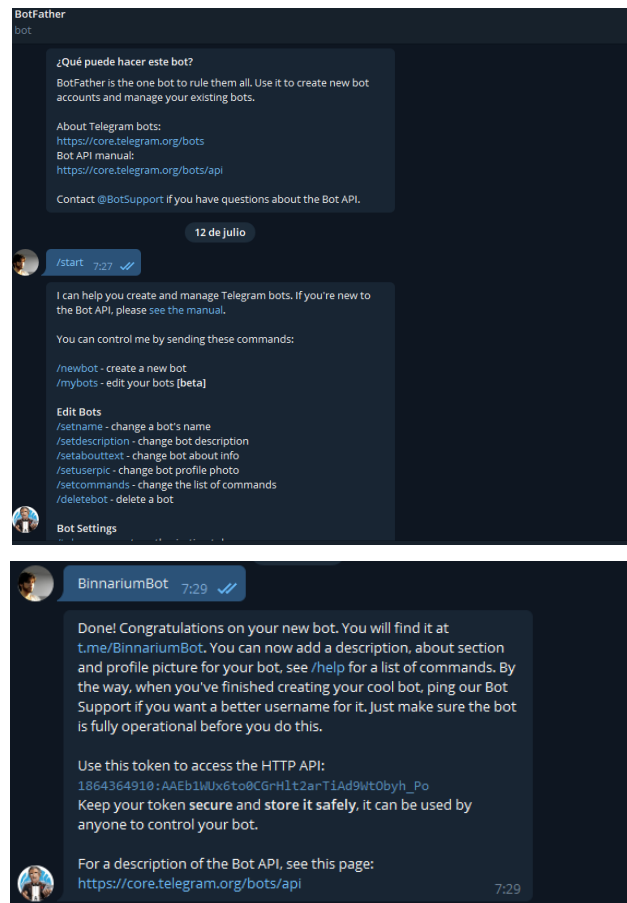 BotFather
bot
¿Qué puede hacer este bot?
BotFather is the one bot to rule them all. Use it to create new bot
accounts and manage your existing bots.
About Telegram bots:
https://core.telegram.org/bots
Bot API manual:
https://core.telegram.org/bots/api
Contact @BotSupport if you have questions about the Bot API.
12 de julio
/start 7:27
I can help you create and manage Telegram bots. If you're new to
the Bot API, please see the manual.
You can control me by sending these commands:
/newbot - create a new bot
/mybots - edit your bots [beta]
Edit Bots
/setname - change a bot's name
/setdescription - change bot description
/setabouttext - change bot about info
/setuserpic - change bot profile photo
/setcommands - change the list of commands
/deletebot - delete a bot
Bot Settings
BinnariumBot 7:29
Done! Congratulations on your new bot. You will find it at
t.me/BinnariumBot. You can now add a description, about section
and profile picture for your bot, see /help for a list of commands. By
the way, when you've finished creating your cool bot, ping our Bot
Support if you want a better username for it. Just make sure the bot
is fully operational before you do this.
Use this token to access the HTTP API:
1864364910:AAEb1WUx6to0CGrHlt2arTiAd9WtObyh_Po
Keep your token secure and store it safely, it can be used by
anyone to control your bot.
For a description of the Bot API, see this page:
https://core.telegram.org/bots/api
7:29